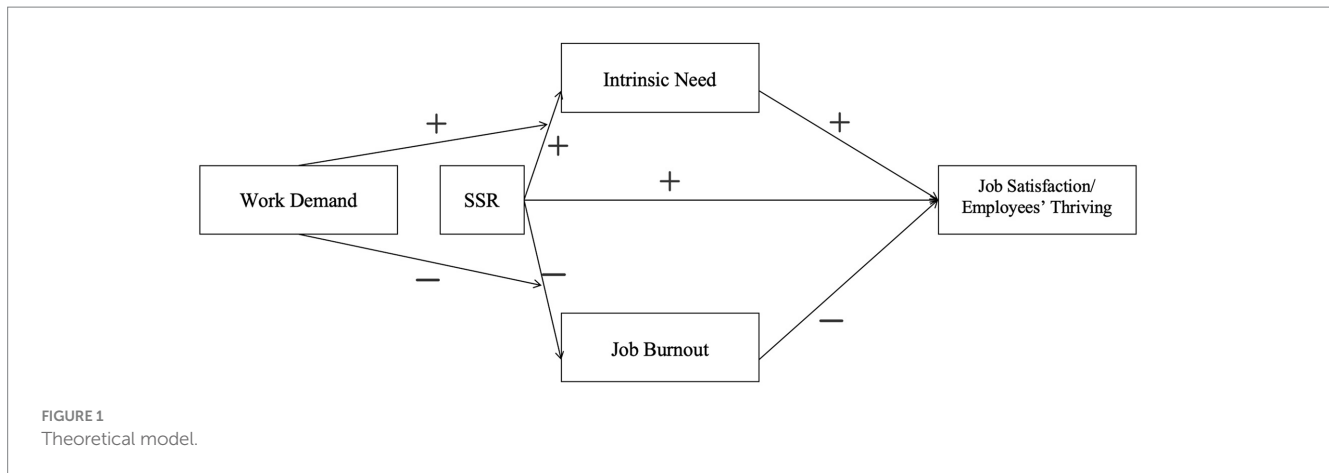 Intrinsic Need
+
+
+
+
Work Demand
SSR
Job Satisfaction/
Employees’ Thriving
−
−
−
Job Burnout
FIGURE 1
Theoretical model.